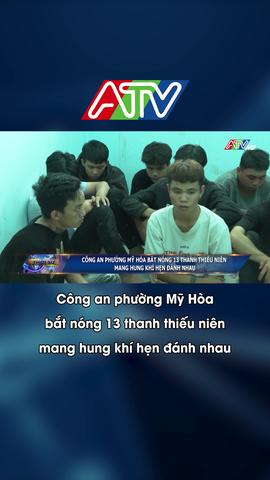 ATV
ATV
CÔNG AN PHƯỜNG MỸ HÒA BẮT NÓNG 13 THANH THIẾU NIÊN
MANG HUNG KHÍ HẸN ĐÁNH NHAU
Công an phường Mỹ Hòa
bắt nóng 13 thanh thiếu niên
mang hung khí hẹn đánh nhau